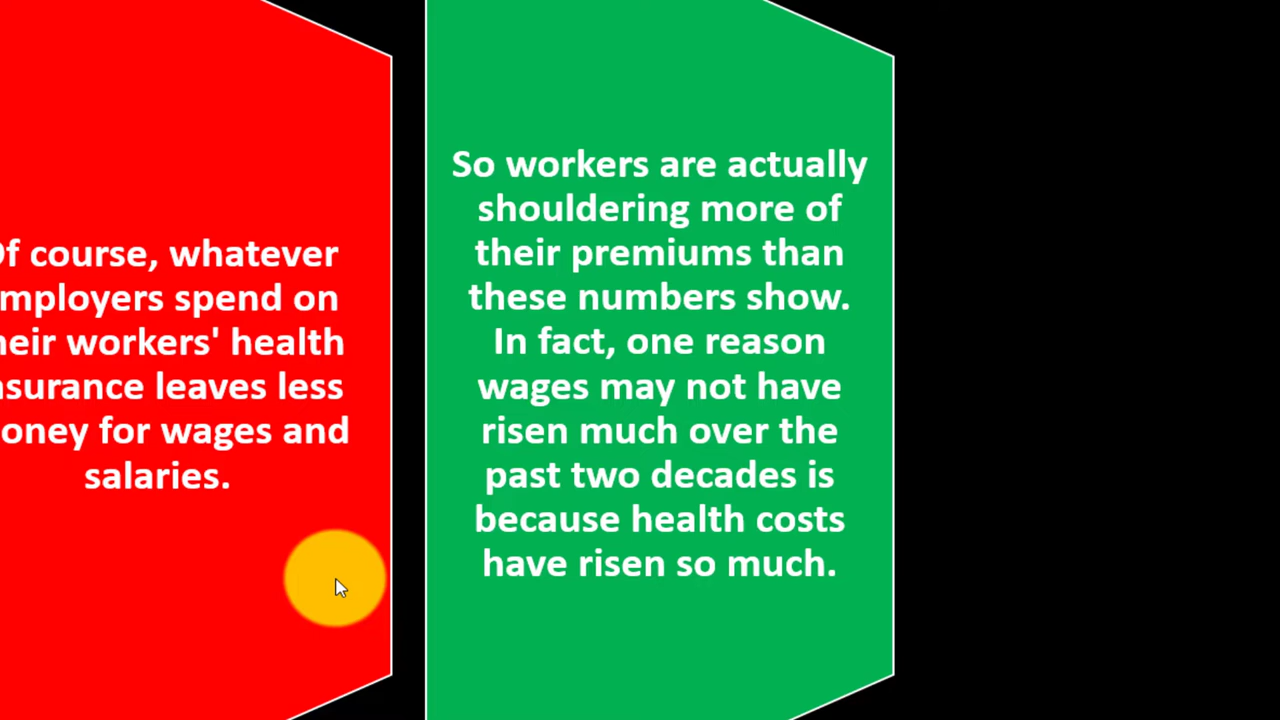 f course, whatever
mployers spend on
heir workers' health
nsurance leaves less
oney for wages and
salaries.
So workers are actually
shouldering more of
their premiums than
these numbers show.
In fact, one reason
wages may not have
risen much over the
past two decades is
because health costs
have risen so much.